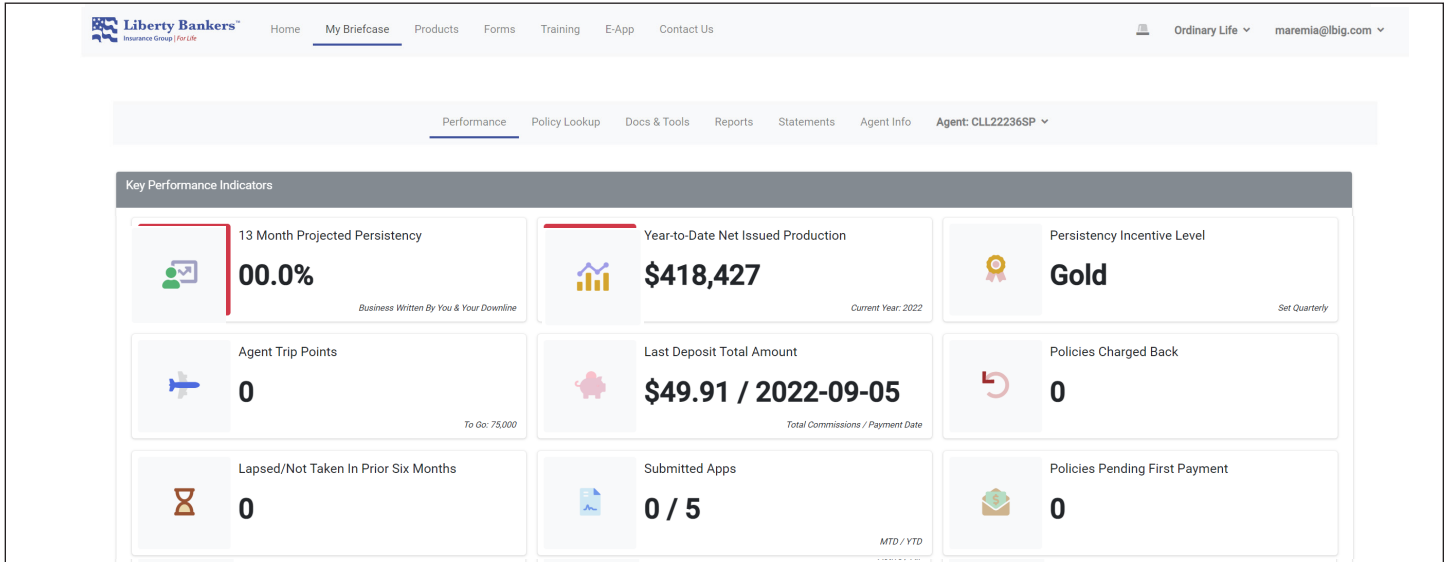 Liberty Bankers™
Insurance Group | For Life
Home My Briefcase Products Forms Training E-App Contact Us
Ordinary Life maremia@lbig.com
Performance Policy Lookup Docs & Tools Reports Statements Agent Info Agent: CLL22236SP
Key Performance Indicators
13 Month Projected Persistency
00.0%
Business Written By You & Your Downline
Year-to-Date Net Issued Production
$418,427
Current Year: 2022
Persistency Incentive Level
Gold
Set Quarterly
Agent Trip Points
0
To Go: 75,000
Last Deposit Total Amount
$49.91 / 2022-09-05
Total Commissions / Payment Date
Policies Charged Back
0
Lapsed/Not Taken In Prior Six Months
0
Submitted Apps
0 / 5
MTD / YTD
Policies Pending First Payment
0